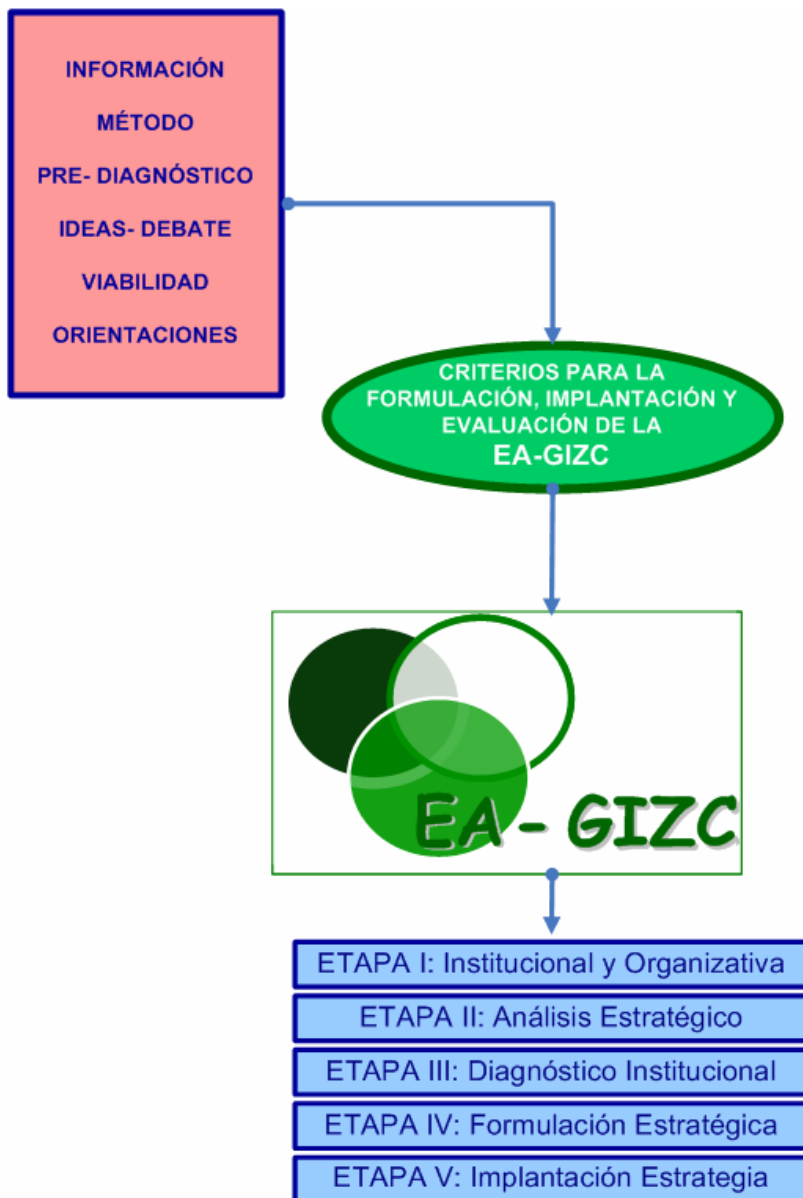 INFORMACIÓN
MÉTODO
PRE- DIAGNÓSTICO
IDEAS- DEBATE
VIABILIDAD
ORIENTACIONES
CRITERIOS PARA LA
FORMULACIÓN, IMPLANTACIÓN Y
EVALUACIÓN DE LA
EA-GIZC
EA - GIZC
ETAPA I: Institucional y Organizativa
ETAPA II: Análisis Estratégico
ETAPA III: Diagnóstico Institucional
ETAPA IV: Formulación Estratégica
ETAPA V: Implantación Estrategia